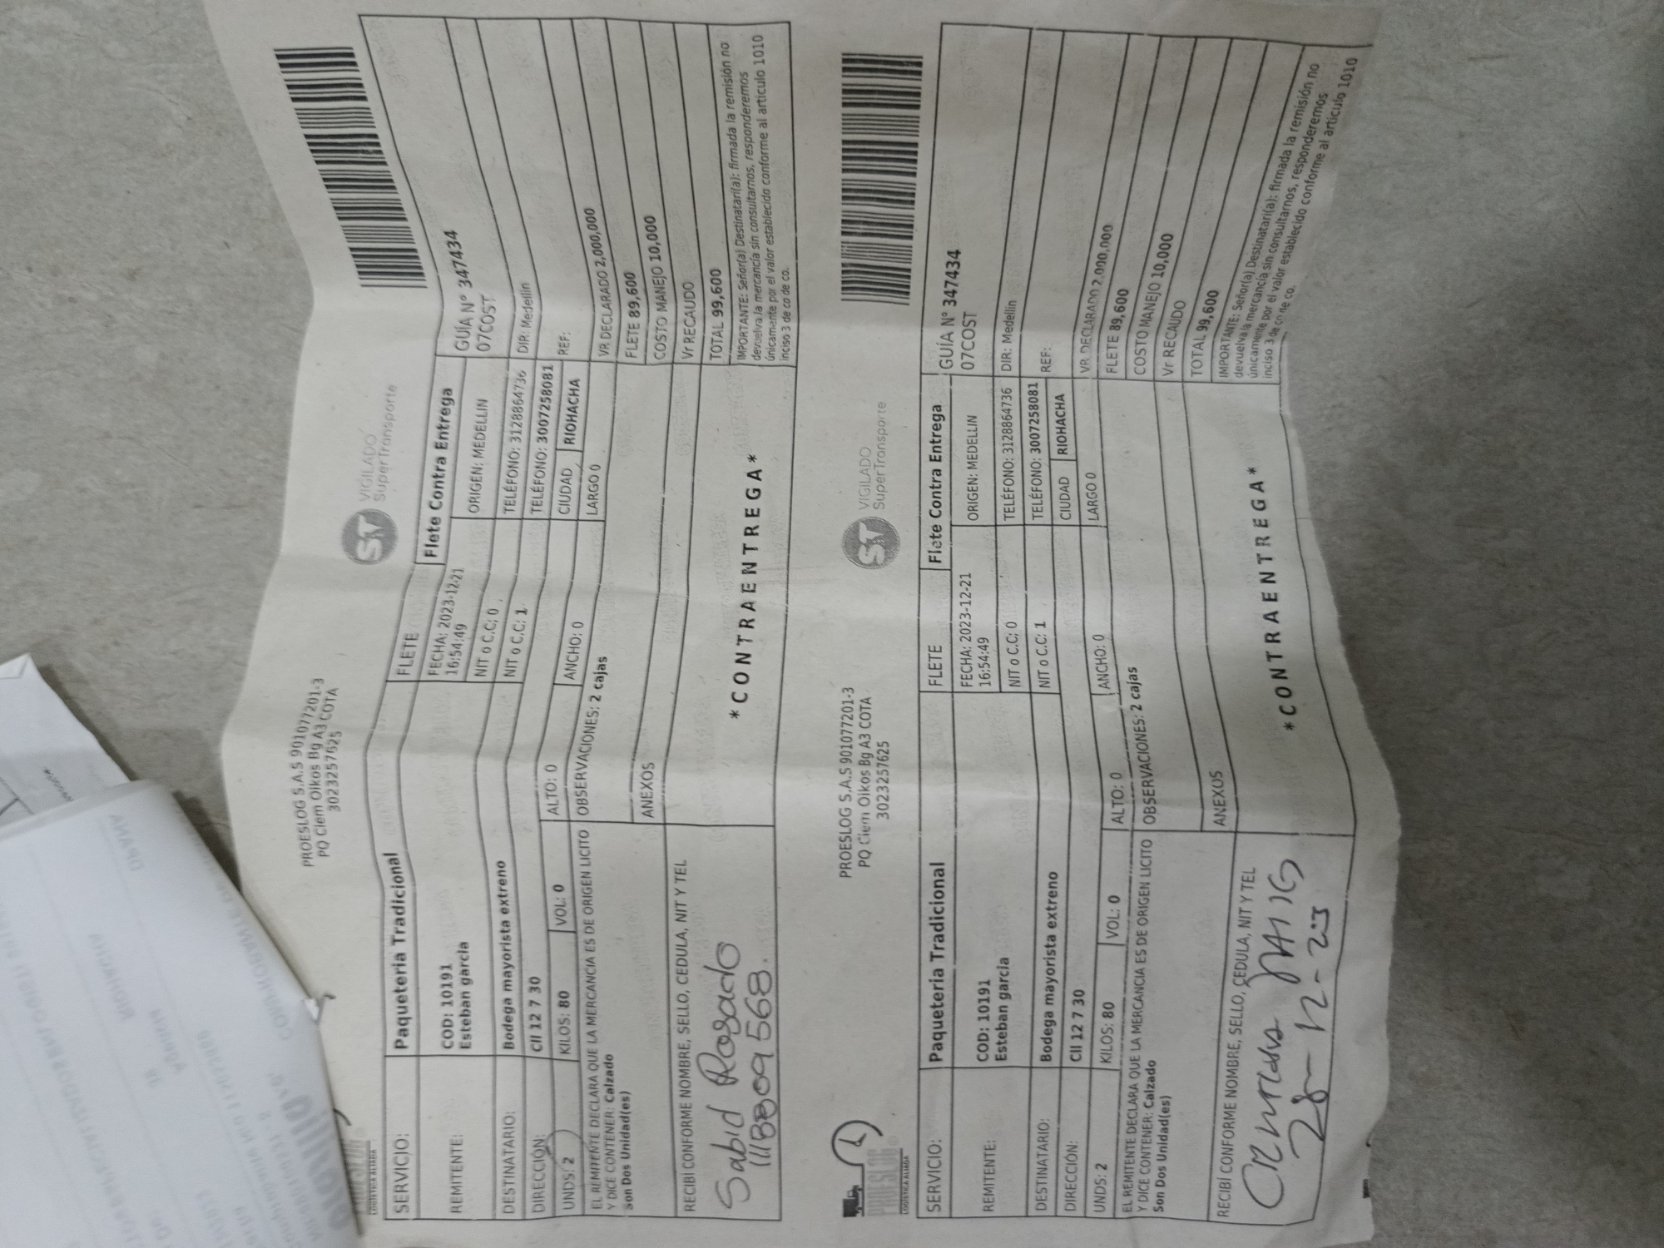 PROESLOG S.A.S 901077201-3
PQ Ciem Oikos Bg A3 COTA
3023257625
VIGILADO
SuperTransporte
SERVICIO: Paquetería Tradicional FLETE Flete Contra Entrega
REMITENTE: COD: 10191
Esteban garcia
FECHA: 2023-12-21
16:54:49
ORIGEN: MEDELLIN
GUÍA N° 347434
07COST
NIT o C.C: 0 TELÉFONO: 3128864736 DIR: Medellin
DESTINATARIO: Bodega mayorista extreno NIT o C.C: 1 TELÉFONO: 3007258081 REF:
DIRECCIÓN: Cll 12 7 30 CIUDAD RIOHACHA
UNDS: 2 KILOS: 80 VOL: 0 ALTO: 0 ANCHO: 0 LARGO 0 VR DECLARADO 2,000,000
EL REMITENTE DECLARA QUE LA MERCANCIA ES DE ORIGEN LICITO
Y DICE CONTENER: Calzado
Son Dos Unidad(es)
OBSERVACIONES: 2 cajas
FLETE 89,600
COSTO MANEJO 10,000
ANEXOS
Vr RECAUDO
RECIBÍ CONFORME NOMBRE, SELLO, CEDULA, NIT Y TEL
TOTAL 99,600
Sabid Rosado
*CONTRAENTREGA*
IMPORTANTE: Señor(a) Destinatari(a): firmada la remisión no
devuelva la mercancía sin consultarnos, responderemos
únicamente por el valor establecido conforme al artículo 1010
inciso 3 de co de co.
LOGÍSTICA ALIADA
PROESLOG S.A.S 901077201-3
PQ Ciem Oikos Bg A3 COTA
3023257625
VIGILADO
SuperTransporte
SERVICIO: Paquetería Tradicional FLETE Flete Contra Entrega
REMITENTE: COD: 10191
Esteban garcia
FECHA: 2023-12-21
16:54:49
ORIGEN: MEDELLIN
GUÍA N° 347434
07COST
NIT o C.C: 0 TELÉFONO: 3128864736 DIR: Medellin
DESTINATARIO: Bodega mayorista extreno NIT o C.C: 1 TELÉFONO: 3007258081 REF:
DIRECCIÓN: Cll 12 7 30 CIUDAD RIOHACHA
UNDS: 2 KILOS: 80 VOL: 0 ALTO: 0 ANCHO: 0 LARGO 0 VR DECLARADO 2,000,000
EL REMITENTE DECLARA QUE LA MERCANCIA ES DE ORIGEN LICITO
Y DICE CONTENER: Calzado
Son Dos Unidad(es)
OBSERVACIONES: 2 cajas
FLETE 89,600
COSTO MANEJO 10,000
ANEXOS
Vr RECAUDO
RECIBÍ CONFORME NOMBRE, SELLO, CEDULA, NIT Y TEL
TOTAL 99,600
28-12-23
*CONTRAENTREGA*
IMPORTANTE: Señor(a) Destinatari(a): firmada la remisión no
devuelva la mercancía sin consultarnos, responderemos
únicamente por el valor establecido conforme al artículo 1010
inciso 3 de co de co.